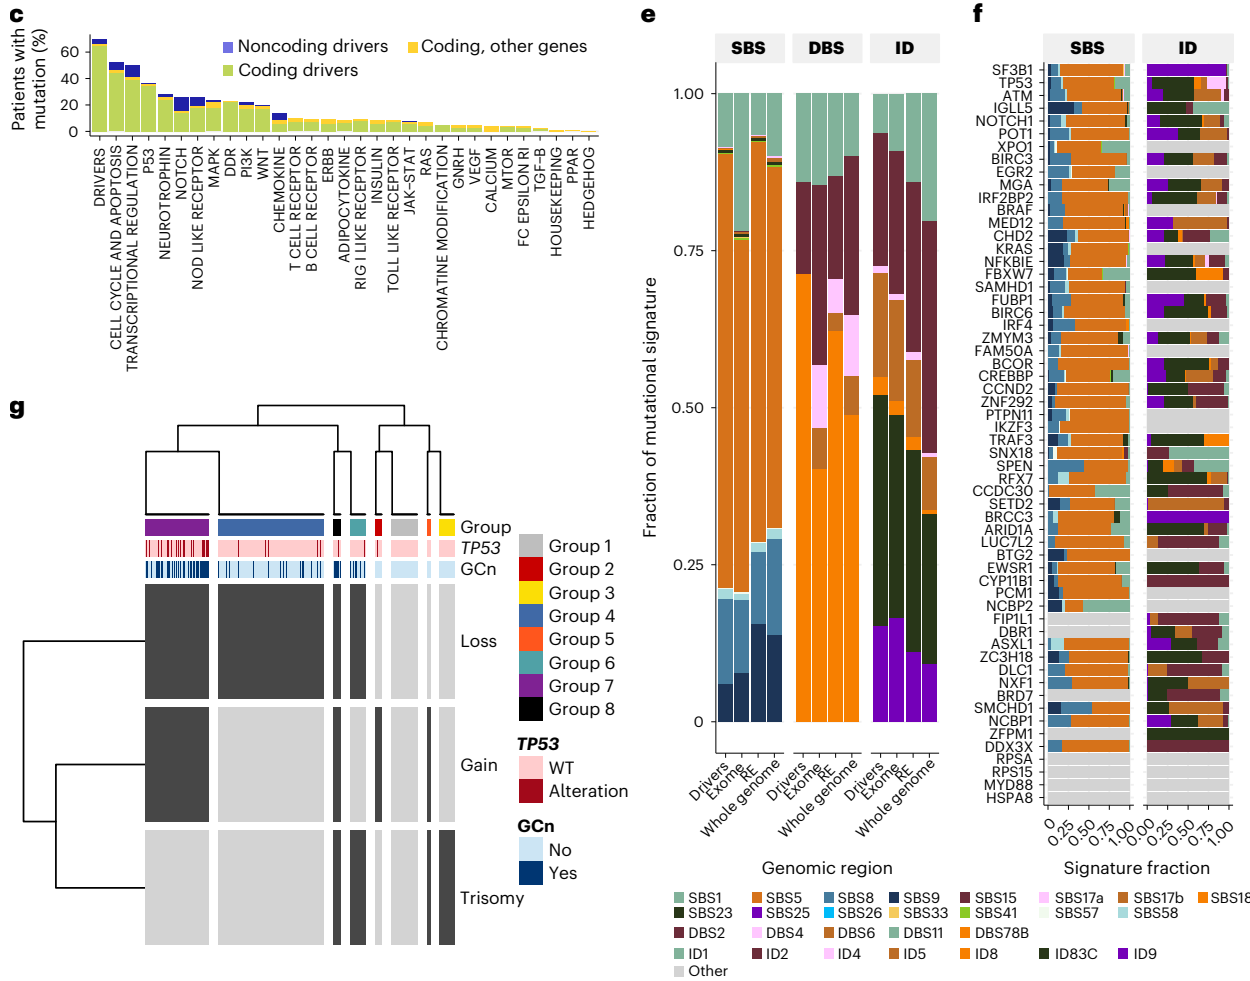 c
Patients with
mutation (%)
60
40
20
0
Noncoding drivers
Coding, other genes
Coding drivers
DRIVERS
CELL CYCLE AND APOPTOSIS
TRANSCRIPTIONAL REGULATION
P53
NEUROTROPHIN
NOTCH
NOD LIKE RECEPTOR
MAPK
DDR
PI3K
WNT
CHEMOKINE
T CELL RECEPTOR
B CELL RECEPTOR
ERBB
ADIPOCYTOKINE
RIG I LIKE RECEPTOR
INSULIN
TOLL LIKE RECEPTOR
JAK-STAT
RAS
CHROMATINE MODIFICATION
GNRH
VEGF
CALCIUM
MTOR
FC EPSILON RI
TGF-B
HOUSEKEEPING
PPAR
HEDGEHOG
g
Group
TP53
GCn
Loss
Gain
Trisomy
Group 1
Group 2
Group 3
Group 4
Group 5
Group 6
Group 7
Group 8
TP53
WT
Alteration
GCn
No
Yes
e
SBS
DBS
ID
Fraction of mutational signature
1.00
0.75
0.50
0.25
0
Drivers
Exome
RE
Whole genome
Drivers
Exome
RE
Whole genome
Drivers
Exome
RE
Whole genome
Genomic region
f
SBS
ID
SF3B1
TP53
ATM
IGLL5
NOTCH1
POT1
XPO1
BIRC3
EGR2
MGA
IRF2BP2
BRAF
MED12
CHD2
KRAS
NFKBIE
FBXW7
SAMHD1
FUBP1
BIRC6
IRF4
ZMYM3
FAM50A
BCOR
CREBBP
CCND2
ZNF292
PTPN11
IKZF3
TRAF3
SNX18
SPEN
RFX7
CCDC30
SETD2
BRCC3
ARID1A
LUC7L2
BTG2
EWSR1
CYP11B1
PCM1
NCBP2
FIP1L1
DBR1
ASXL1
ZC3H18
DLC1
NXF1
BRD7
SMCHD1
NCBP1
ZFPM1
DDX3X
RPSA
RPS15
MYD88
HSPA8
0
0.25
0.50
0.75
1.00
0.00
0.25
0.50
0.75
1.00
Signature fraction
SBS1 SBS5 SBS8 SBS9 SBS15 SBS17a SBS17b SBS18
SBS23 SBS25 SBS26 SBS33 SBS41 SBS57 SBS58
DBS2 DBS4 DBS6 DBS11 DBS78B
ID1 ID2 ID4 ID5 ID8 ID83C ID9
Other